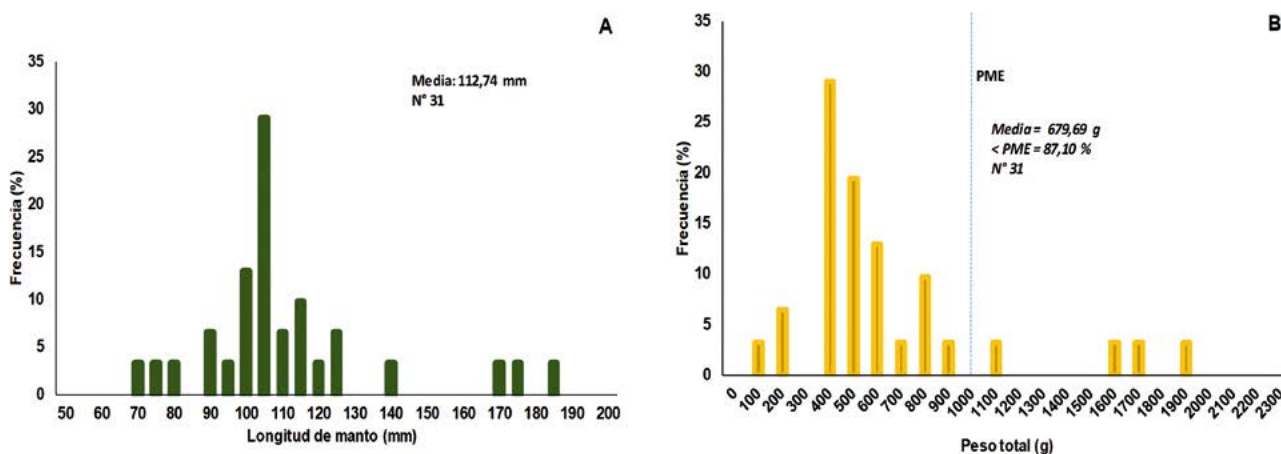 A
35
30
25
20
15
10
5
0
Frecuencia (%)
Media: 112,74 mm
N° 31
50 60 70 80 90 100 110 120 130 140 150 160 170 180 190 200
Longitud de manto (mm)
B
35
30
25
20
15
10
5
0
Frecuencia (%)
PME
Media = 679,69 g
< PME = 87,10 %
N° 31
0 100 200 300 400 500 600 700 800 900 1000 1100 1300 1400 1500 1600 1700 1800 1900 2000 2100 2200 2300
Peso total (g)